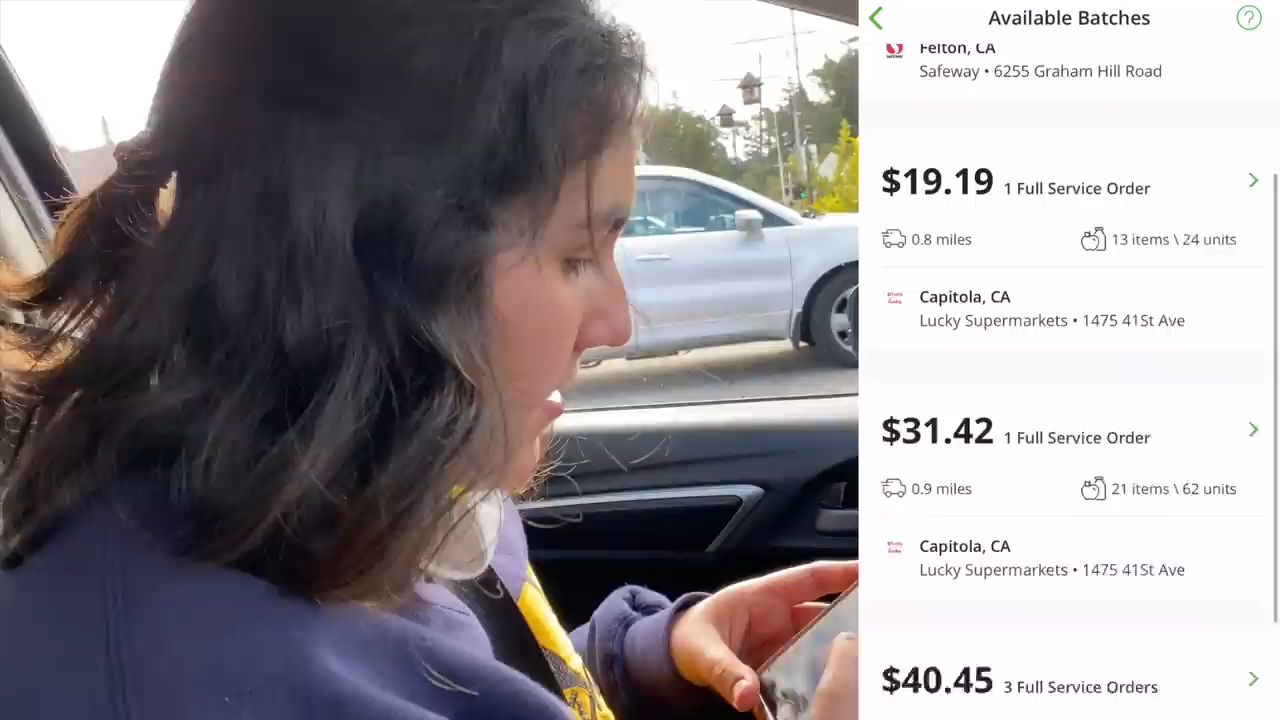 Available Batches
?
Felton, CA
Safeway • 6255 Graham Hill Road
$19.19 1 Full Service Order
0.8 miles
13 items \ 24 units
Capitola, CA
Lucky Supermarkets • 1475 41St Ave
$31.42 1 Full Service Order
0.9 miles
21 items \ 62 units
Capitola, CA
Lucky Supermarkets • 1475 41St Ave
$40.45 3 Full Service Orders